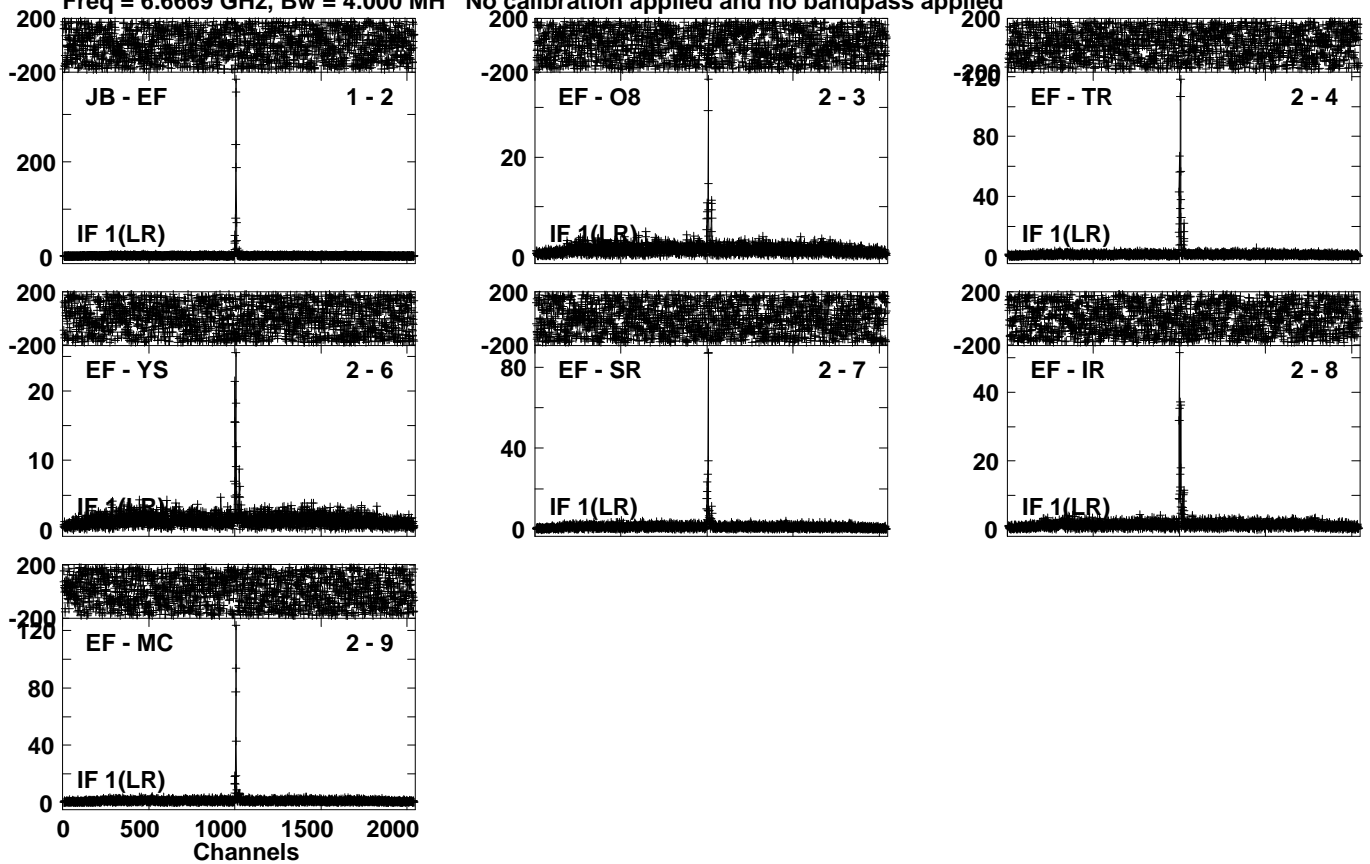 Freq = 6.6669 GHz, Bw = 4.000 MH No calibration applied and no bandpass applied
200
-200
JB - EF 1 - 2
200
IF 1(LR)
0
200
-200
EF - O8 2 - 3
20
IF 1(LR)
0
200
-200
120
EF - TR 2 - 4
80
40
IF 1(LR)
0
200
-200
EF - YS 2 - 6
20
10
IF 1(LR)
0
200
-200
80
EF - SR 2 - 7
40
IF 1(LR)
0
200
-200
EF - IR 2 - 8
40
20
IF 1(LR)
0
200
-200
120
EF - MC 2 - 9
80
40
IF 1(LR)
0
0 500 1000 1500 2000
Channels